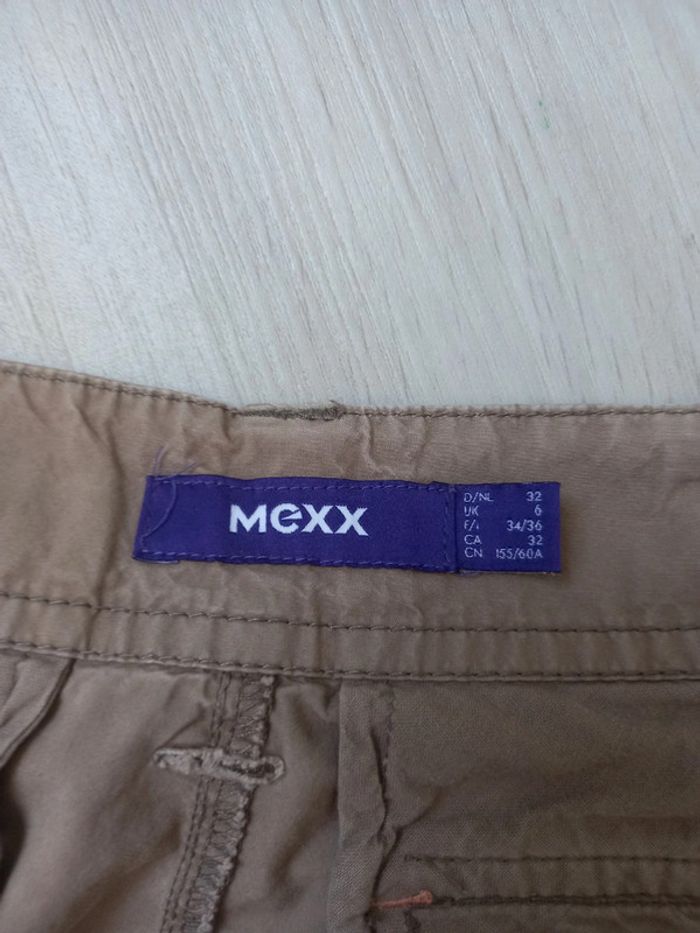 Mexx
D/NL 32
UK 6
F/I 34/36
CA 32
CN 155/60A